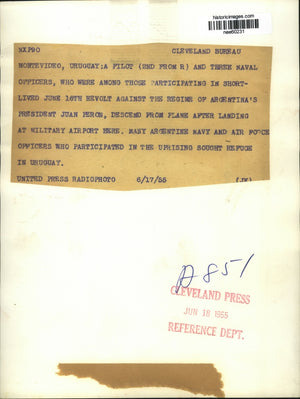 historicimages.com
nee60231
NXPRO CLEVELAND BUREAU
MONTEVIDEO, URUGUAY;A PILOT (2ND FROM R) AND THREE NAVAL
OFFICERS, WHO WERE AMONG THOSE PARTICIPATING IN SHORT-
LIVED JUNE 16TH REVOLT AGAINST THE REGIME OF ARGENTINA'S
PRESIDENT JUAN PERON, DESCEND FROM PLANE AFTER LANDING
AT MILITARY AIRPORT HERE. MANY ARGENTINE NAVY AND AIR FORCE
OFFICERS WHO PARTICIPATED IN THE UPRISING SOUGHT REFUGE
IN URUGUAY.
UNITED PRESS RADIOPHOTO 6/17/55 (JW)
P851
CLEVELAND PRESS
JUN 18 1955
REFERENCE DEPT.